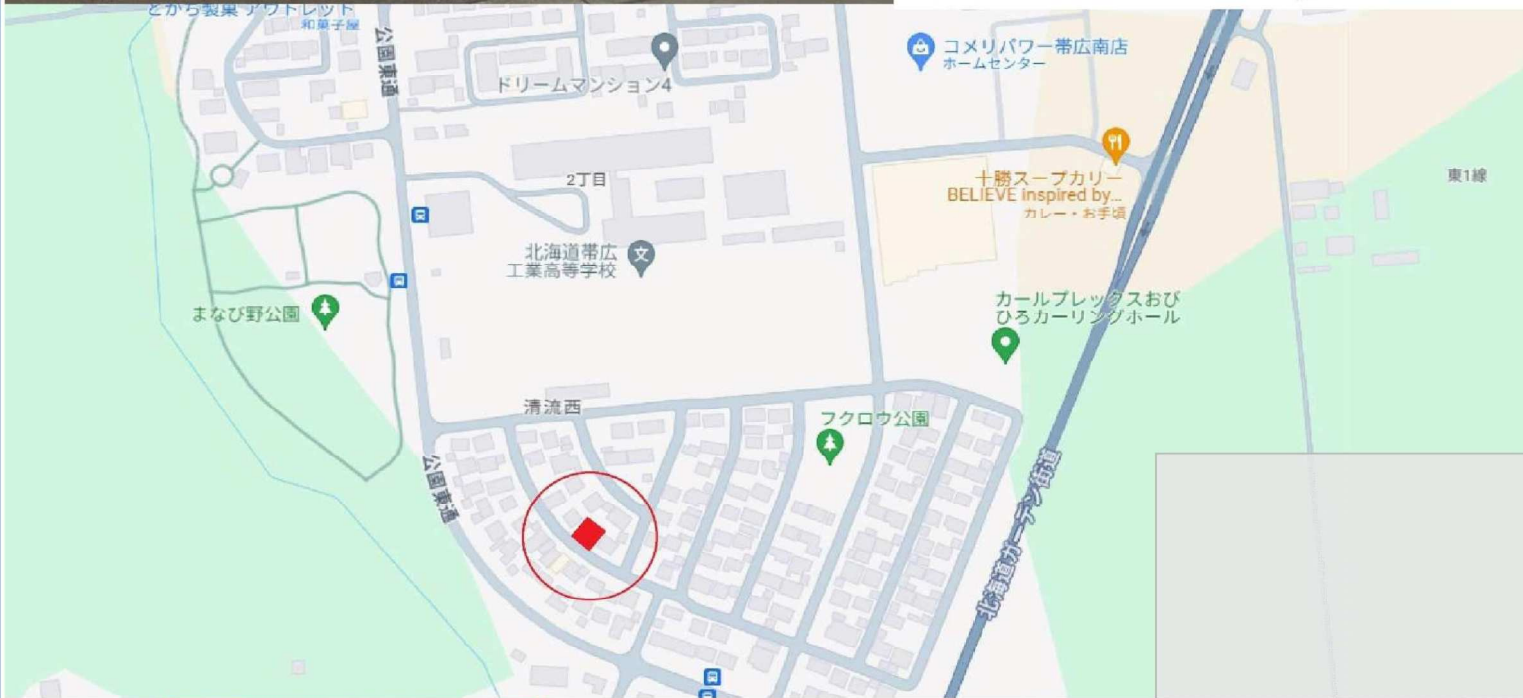 とかち製菓 アウトレット
和菓子屋
公園東通
ドリームマンション4
コメリパワー帯広南店
ホームセンター
2丁目
十勝スープカリー
BELIEVE inspired by...
カレー・お手頃
東1線
北海道帯広
工業高等学校
文
まなび野公園
カールプレックスおび
ひろカーリングホール
清流西
フクロウ公園
公園東通
北海道ガーデン街道